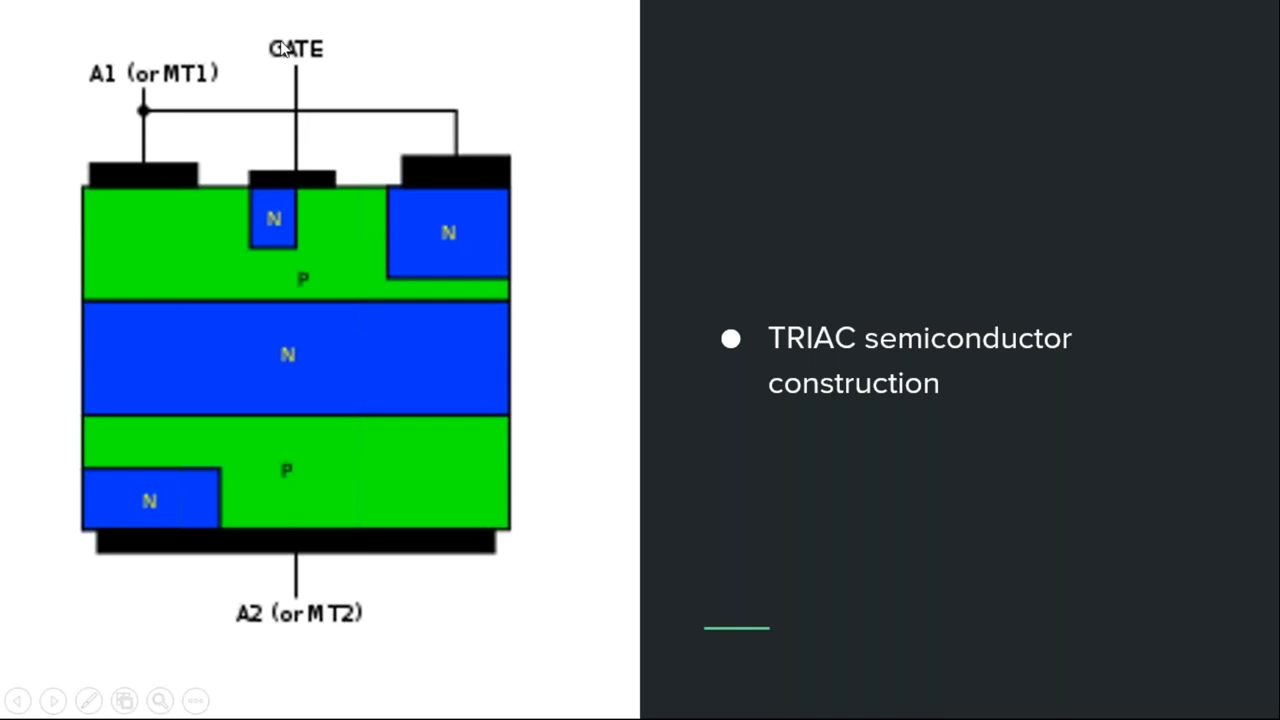 GATE
A1 (or MT1)
N
N
P
N
P
N
A2 (or MT2)
● TRIAC semiconductor
construction